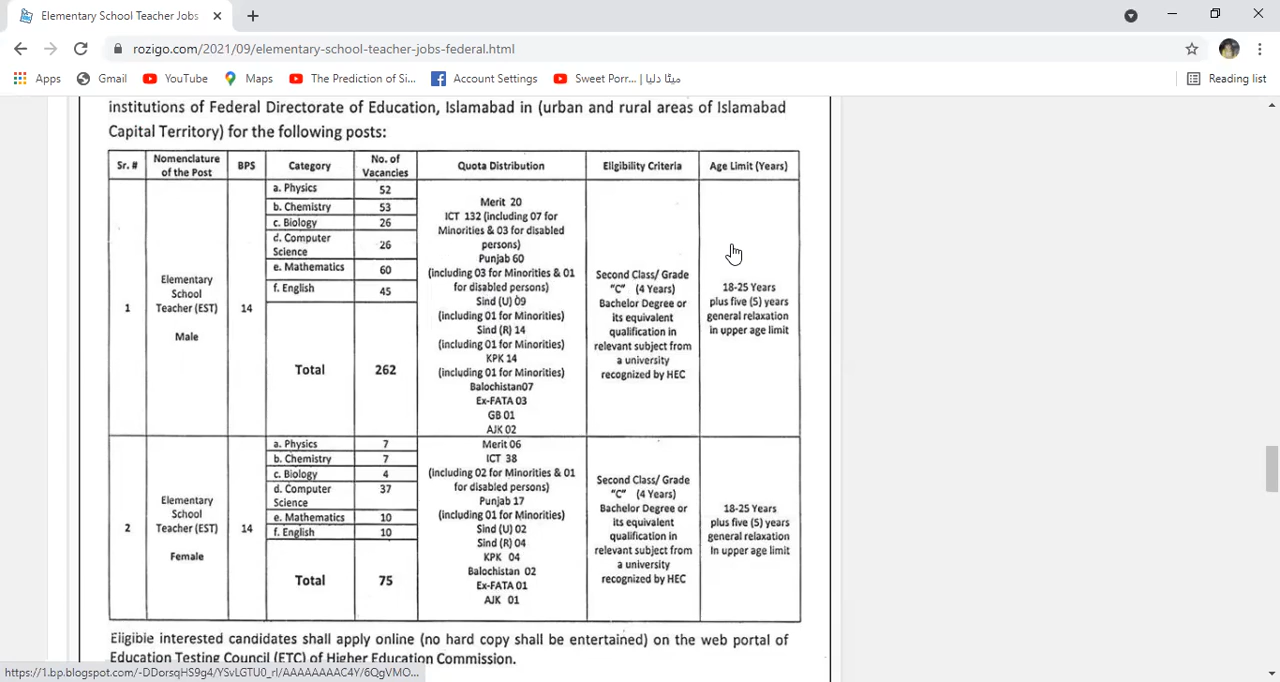 Elementary School Teacher Jobs
rozigo.com/2021/09/elementary-school-teacher-jobs-federal.html
Apps Gmail YouTube Maps The Prediction of Si... Account Settings Sweet Porr... | میٹا دلیا Reading list
institutions of Federal Directorate of Education, Islamabad in (urban and rural areas of Islamabad
Capital Territory) for the following posts:
Sr. # Nomenclature of the Post BPS Category No. of Vacancies Quota Distribution Eligibility Criteria Age Limit (Years)
1
Elementary
School
Teacher (EST)
Male
14
a. Physics 52
b. Chemistry 53
c. Biology 26
d. Computer
Science 26
e. Mathematics 60
f. English 45
Total 262
Merit 20
ICT 132 (including 07 for
Minorities & 03 for disabled
persons)
Punjab 60
(including 03 for Minorities & 01
for disabled persons)
Sind (U) 09
(including 01 for Minorities)
Sind (R) 14
(including 01 for Minorities)
KPK 14
(including 01 for Minorities)
Balochistan07
Ex-FATA 03
GB 01
AJK 02
Second Class/ Grade
"C" (4 Years)
Bachelor Degree or
its equivalent
qualification in
relevant subject from
a university
recognized by HEC
18-25 Years
plus five (5) years
general relaxation
in upper age limit
2
Elementary
School
Teacher (EST)
Female
14
a. Physics 7
b. Chemistry 7
c. Biology 4
d. Computer
Science 37
e. Mathematics 10
f. English 10
Total 75
Merit 06
ICT 38
(including 02 for Minorities & 01
for disabled persons)
Punjab 17
(including 01 for Minorities)
Sind (U) 02
Sind (R) 04
KPK 04
Balochistan 02
Ex-FATA 01
AJK 01
Second Class/ Grade
"C" (4 Years)
Bachelor Degree or
its equivalent
qualification in
relevant subject from
a university
recognized by HEC
18-25 Years
plus five (5) years
general relaxation
In upper age limit
Eligible interested candidates shall apply online (no hard copy shall be entertained) on the web portal of
Education Testing Council (ETC) of Higher Education Commission.
https://1.bp.blogspot.com/-DDorsqHS9g4/YSvLGTU0_rI/AAAAAAAAC4Y/6QgVMO...